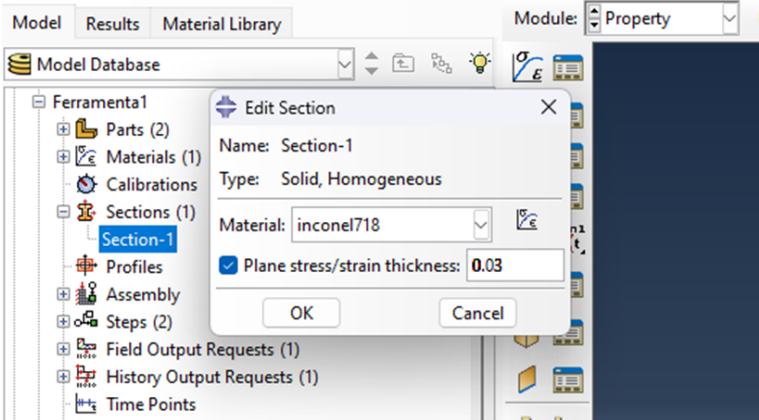 Model Results Material Library Module: Property
Model Database
Ferramenta1
Edit Section
Parts (2)
Name: Section-1
Materials (1)
Type: Solid, Homogeneous
Calibrations
Sections (1)
Material: inconel718
Section-1
Profiles
Plane stress/strain thickness: 0.03
Assembly
Steps (2)
OK Cancel
Field Output Requests (1)
History Output Requests (1)
Time Points